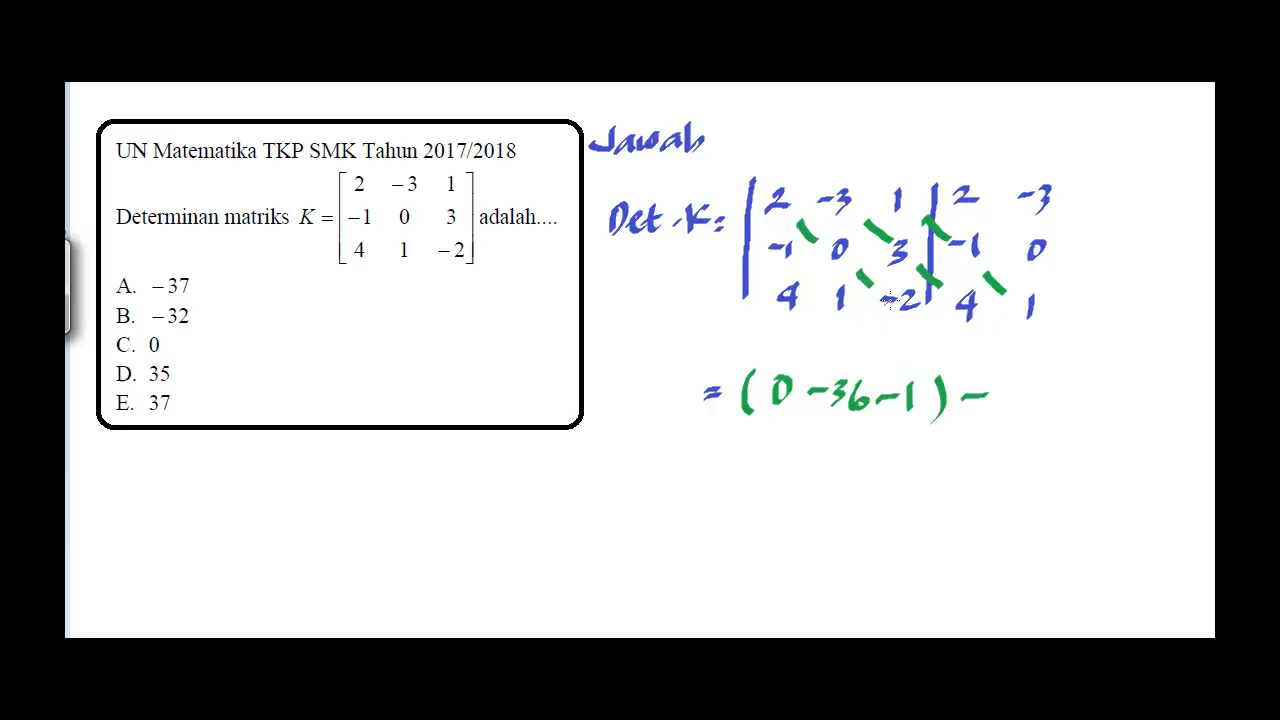 UN Matematika TKP SMK Tahun 2017/2018
2 −3 1
Determinan matriks K = −1 0 3 adalah....
4 1 −2
A. −37
B. −32
C. 0
D. 35
E. 37
Jawab
Det K = | 2 -3 1 | 2 -3
-1 0 3 | -1 0
4 1 -2 | 4 1
= (0 - 36 - 1) -